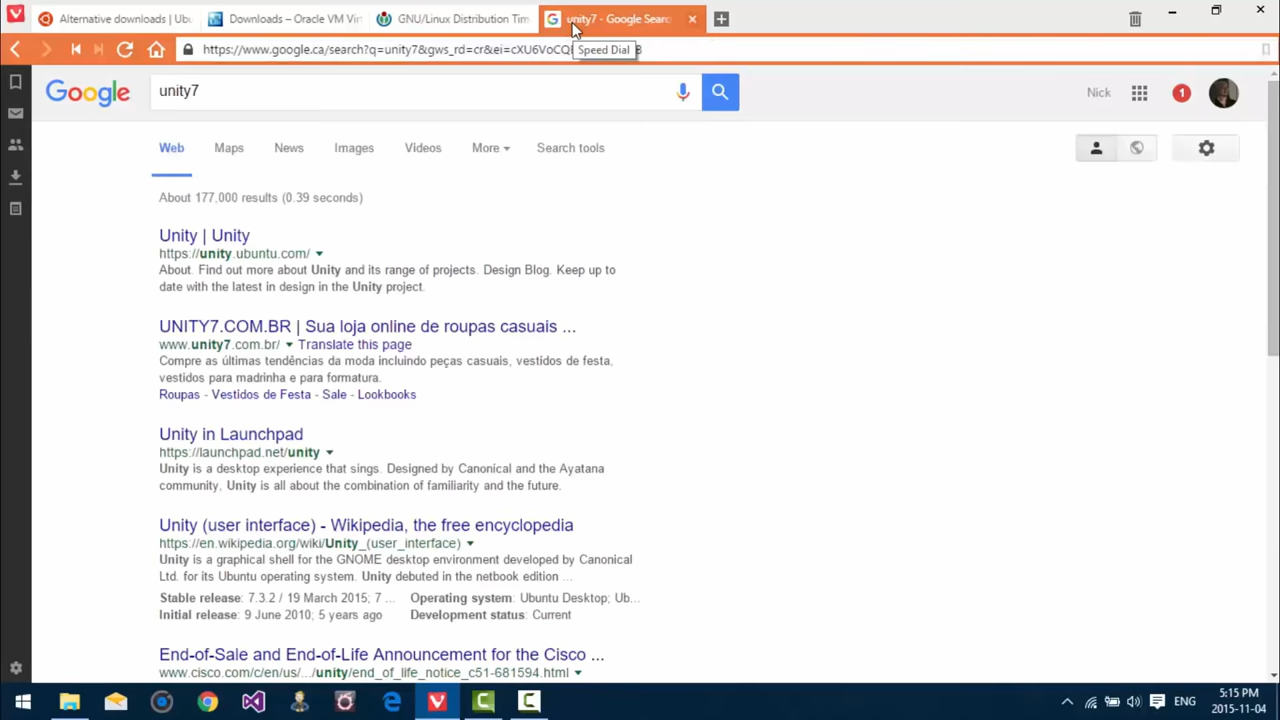 Alternative downloads | Ubu
Downloads – Oracle VM Vir
GNU/Linux Distribution Tim
unity7 - Google Searc
https://www.google.ca/search?q=unity7&gws_rd=cr&ei=cXU6VoCQ
Speed Dial
Google
unity7
Nick
1
Web
Maps
News
Images
Videos
More
Search tools
About 177,000 results (0.39 seconds)
Unity | Unity
https://unity.ubuntu.com/
About. Find out more about Unity and its range of projects. Design Blog. Keep up to
date with the latest in design in the Unity project.
UNITY7.COM.BR | Sua loja online de roupas casuais ...
www.unity7.com.br/ Translate this page
Compre as últimas tendências da moda incluindo peças casuais, vestidos de festa,
vestidos para madrinha e para formatura.
Roupas - Vestidos de Festa - Sale - Lookbooks
Unity in Launchpad
https://launchpad.net/unity
Unity is a desktop experience that sings. Designed by Canonical and the Ayatana
community, Unity is all about the combination of familiarity and the future.
Unity (user interface) - Wikipedia, the free encyclopedia
https://en.wikipedia.org/wiki/Unity_(user_interface)
Unity is a graphical shell for the GNOME desktop environment developed by Canonical
Ltd. for its Ubuntu operating system. Unity debuted in the netbook edition ...
Stable release: 7.3.2 / 19 March 2015; 7 ... Operating system: Ubuntu Desktop; Ub...
Initial release: 9 June 2010; 5 years ago Development status: Current
End-of-Sale and End-of-Life Announcement for the Cisco ...
www.cisco.com/c/en/us/.../unity/end_of_life_notice_c51-681594.html
ENG
5:15 PM
2015-11-04